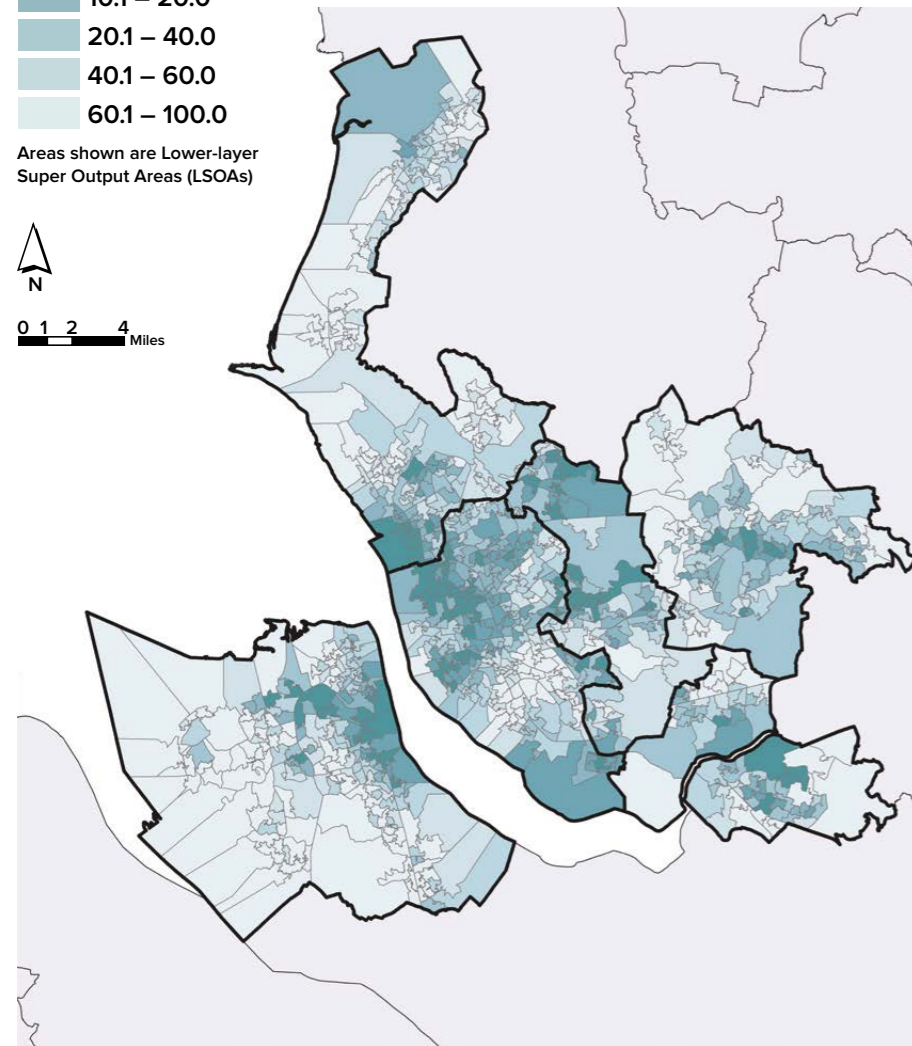 10.1 – 20.0
20.1 – 40.0
40.1 – 60.0
60.1 – 100.0
Areas shown are Lower-layer
Super Output Areas (LSOAs)
N
0 1 2 4
Miles